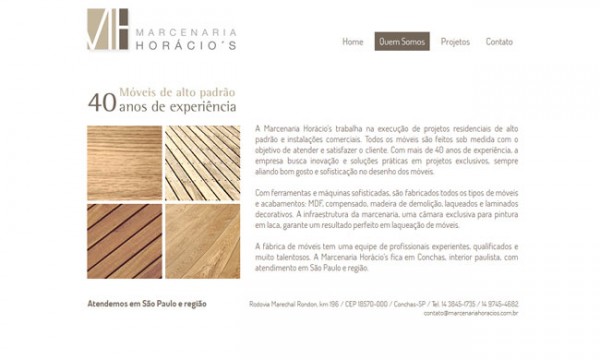 MARCENARIA
HORÁCIO'S
Home Quem Somos Projetos Contato
40 Móveis de alto padrão
anos de experiência
A Marcenaria Horácio's trabalha na execução de projetos residenciais de alto
padrão e instalações comerciais. Todos os móveis são feitos sob medida com o
objetivo de atender e satisfazer o cliente. Com mais de 40 anos de experiência, a
empresa busca inovação e soluções práticas em projetos exclusivos, sempre
aliando bom gosto e sofisticação no desenho dos móveis.
Com ferramentas e máquinas sofisticadas, são fabricados todos os tipos de móveis
e acabamentos: MDF, compensado, madeira de demolição, laqueados e laminados
decorativos. A infraestrutura da marcenaria, uma câmara exclusiva para pintura
em laca, garante um resultado perfeito em laqueação de móveis.
A fábrica de móveis tem uma equipe de profissionais experientes, qualificados e
muito talentosos. A Marcenaria Horácio's fica em Conchas, interior paulista, com
atendimento em São Paulo e região.
Atendemos em São Paulo e região
Rodovia Marechal Rondon, km 196 / CEP 18570-000 / Conchas-SP / Tel. 14 3845-1735 / 14 9745-4662
contato@marcenariahoracios.com.br